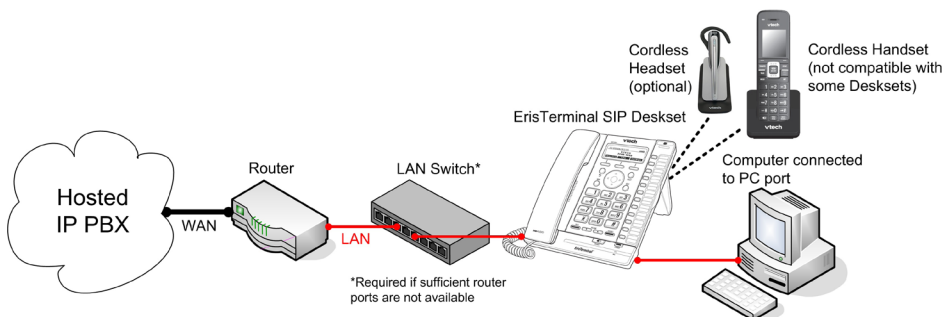 Cordless
Headset
(optional)
Cordless Handset
(not compatible with
some Desksets)
vtech
vtech
ErisTerminal SIP Deskset
vtech
Computer connected
to PC port
Router
LAN Switch*
Hosted
IP PBX
WAN
LAN
*Required if sufficient router
ports are not available